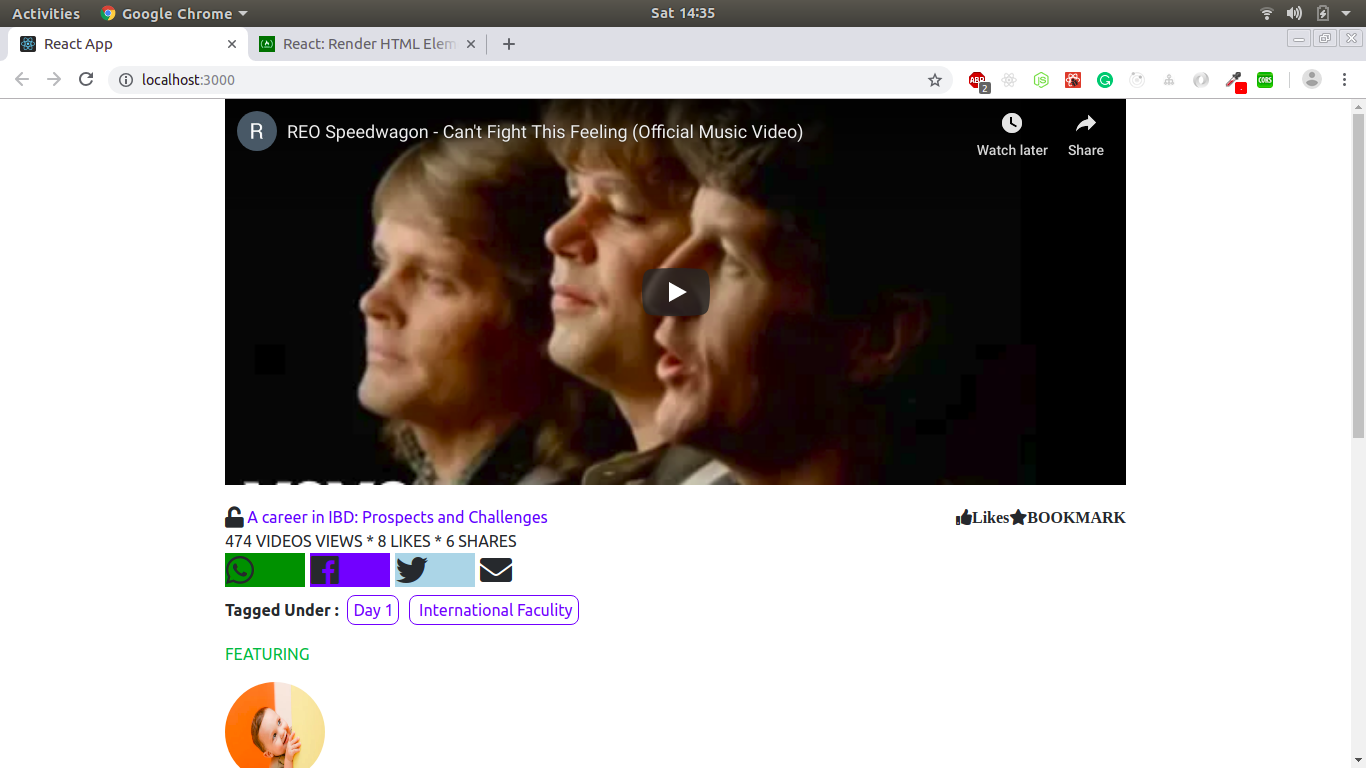 Activities Google Chrome Sat 14:35
React App React: Render HTML Elem
localhost:3000 ABP 2 CORS
R REO Speedwagon - Can't Fight This Feeling (Official Music Video) Watch later Share
A career in IBD: Prospects and Challenges Likes BOOKMARK
474 VIDEOS VIEWS * 8 LIKES * 6 SHARES
Tagged Under : Day 1 International Faculity
FEATURING